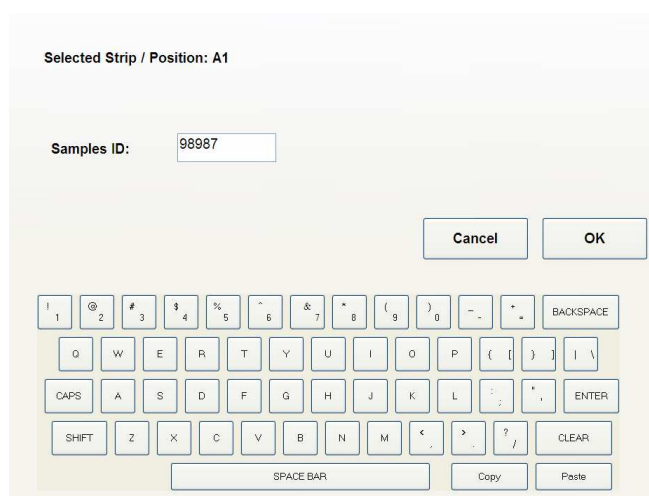 Selected Strip / Position: A1
Samples ID: 98987
Cancel OK
! 1 @ 2 # 3 $ 4 % 5 ^ 6 & 7 * 8 ( 9 ) 0 _ - + = BACKSPACE
Q W E R T Y U I O P { [ } ] | \
CAPS A S D F G H J K L : ; " , ENTER
SHIFT Z X C V B N M < , > . ? / CLEAR
SPACE BAR Copy Paste